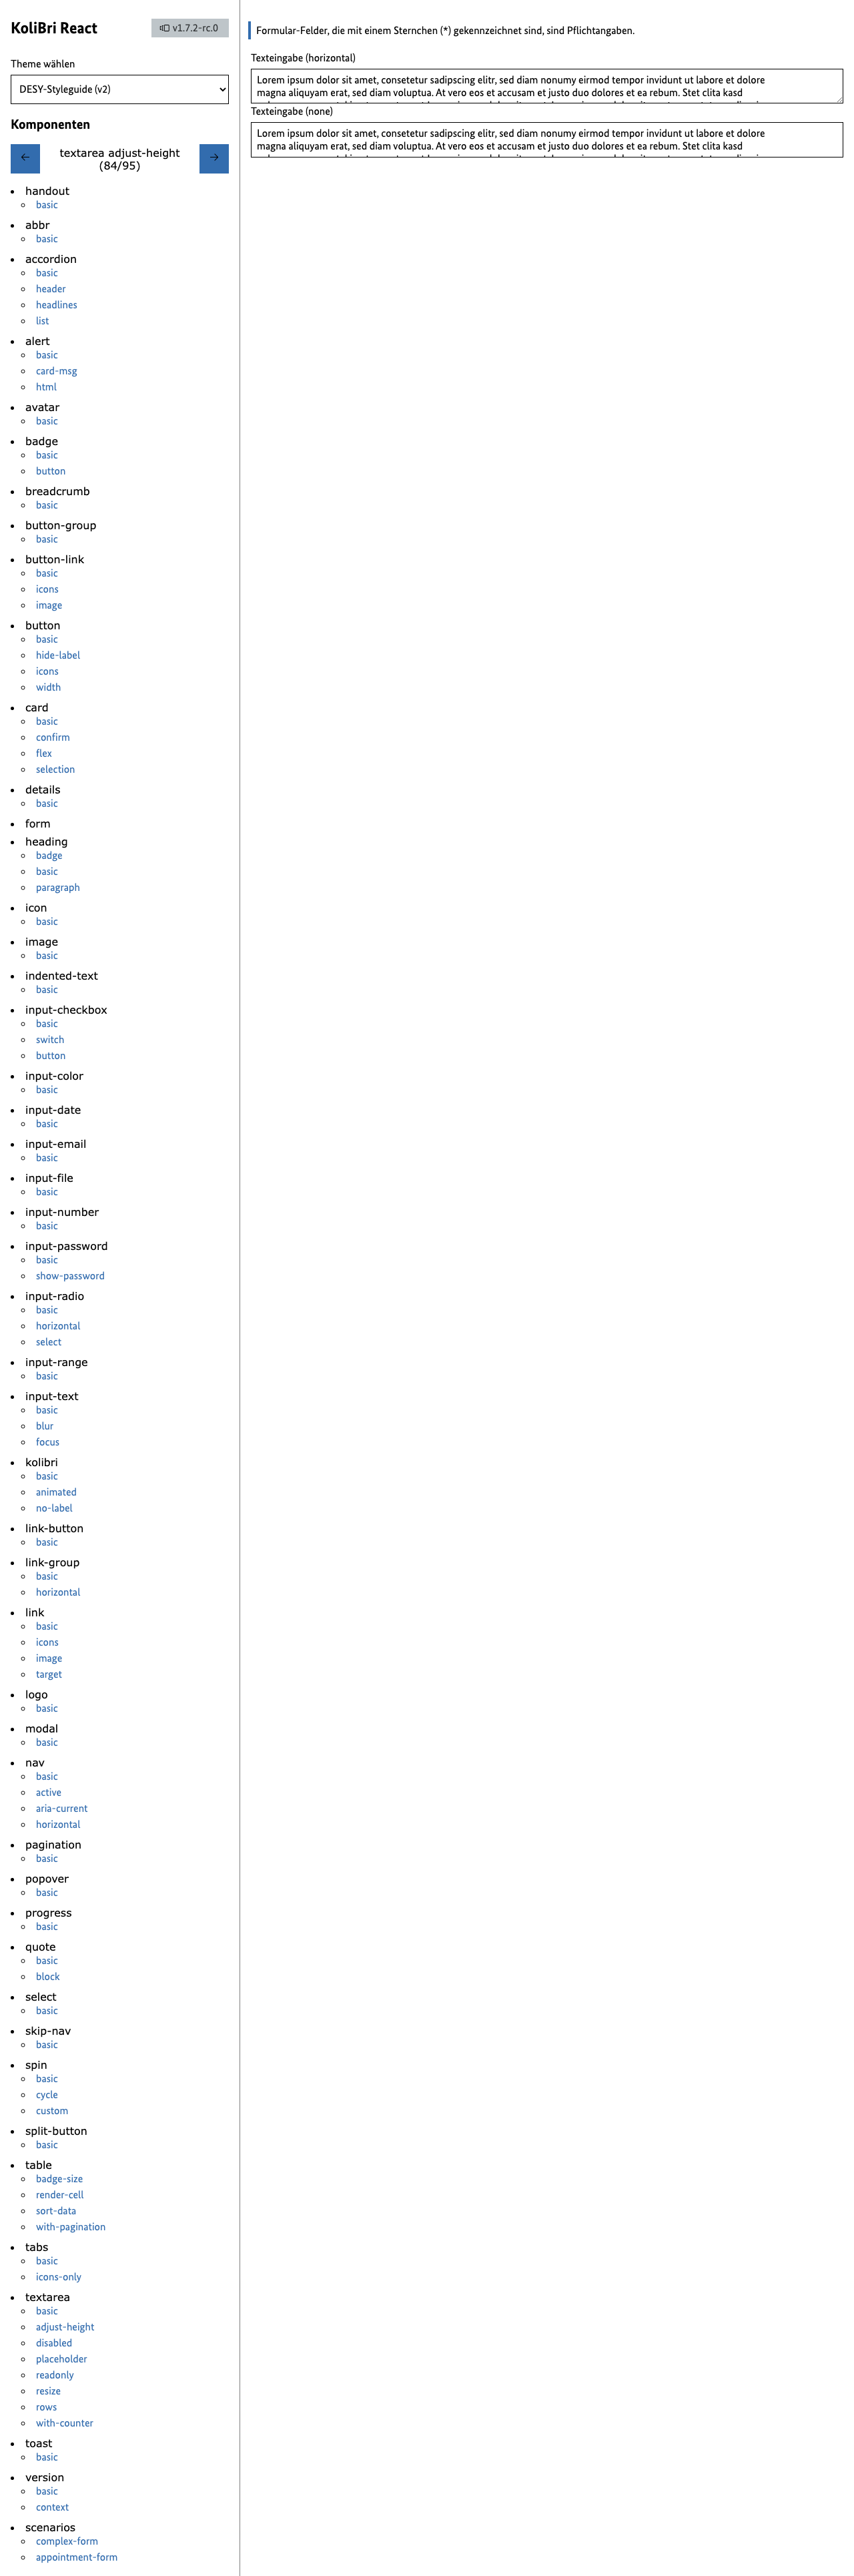 KoliBri React
v1.7.2-rc.0
Theme wählen
DESY-Styleguide (v2)
Komponenten
textarea adjust-height
(84/95)
handout
basic
abbr
basic
accordion
basic
header
headlines
list
alert
basic
card-msg
html
avatar
basic
badge
basic
button
breadcrumb
basic
button-group
basic
button-link
basic
icons
image
button
basic
hide-label
icons
width
card
basic
confirm
flex
selection
details
basic
form
heading
badge
basic
paragraph
icon
basic
image
basic
indented-text
basic
input-checkbox
basic
switch
button
input-color
basic
input-date
basic
input-email
basic
input-file
basic
input-number
basic
input-password
basic
show-password
input-radio
basic
horizontal
select
input-range
basic
input-text
basic
blur
focus
kolibri
basic
animated
no-label
link-button
basic
link-group
basic
horizontal
link
basic
icons
image
target
logo
basic
modal
basic
nav
basic
active
aria-current
horizontal
pagination
basic
popover
basic
progress
basic
quote
basic
block
select
basic
skip-nav
basic
spin
basic
cycle
custom
split-button
basic
table
badge-size
render-cell
sort-data
with-pagination
tabs
basic
icons-only
textarea
basic
adjust-height
disabled
placeholder
readonly
resize
rows
with-counter
toast
basic
version
basic
context
scenarios
complex-form
appointment-form
Formular-Felder, die mit einem Sternchen (*) gekennzeichnet sind, sind Pflichtangaben.
Texteingabe (horizontal)
Lorem ipsum dolor sit amet, consetetur sadipscing elitr, sed diam nonumy eirmod tempor invidunt ut labore et dolore
magna aliquyam erat, sed diam voluptua. At vero eos et accusam et justo duo dolores et ea rebum. Stet clita kasd
Texteingabe (none)
Lorem ipsum dolor sit amet, consetetur sadipscing elitr, sed diam nonumy eirmod tempor invidunt ut labore et dolore
magna aliquyam erat, sed diam voluptua. At vero eos et accusam et justo duo dolores et ea rebum. Stet clita kasd